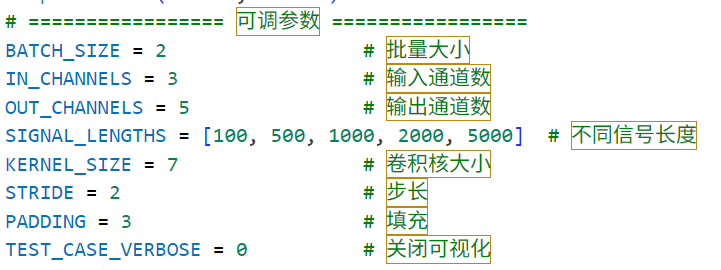 # ================= 可调参数 =================
BATCH_SIZE = 2 # 批量大小
IN_CHANNELS = 3 # 输入通道数
OUT_CHANNELS = 5 # 输出通道数
SIGNAL_LENGTHS = [100, 500, 1000, 2000, 5000] # 不同信号长度
KERNEL_SIZE = 7 # 卷积核大小
STRIDE = 2 # 步长
PADDING = 3 # 填充
TEST_CASE_VERBOSE = 0 # 关闭可视化